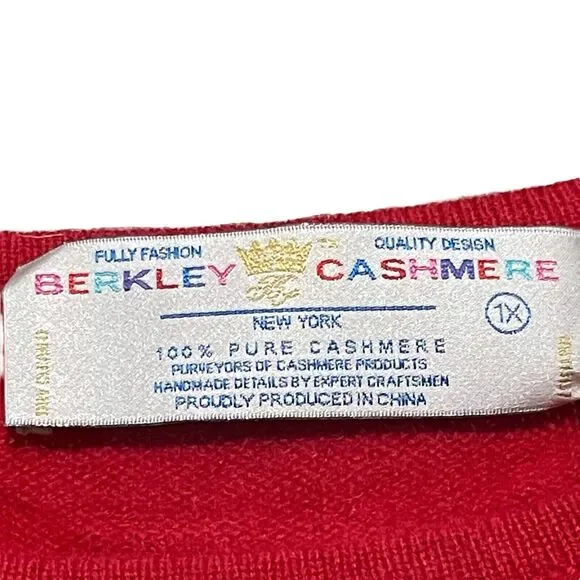 FULLY FASHION QUALITY DESIGN
BERKLEY CASHMERE
NEW YORK
1X
100% PURE CASHMERE
PURVEYORS OF CASHMERE PRODUCTS
HANDMADE DETAILS BY EXPERT CRAFTSMEN
PROUDLY PRODUCED IN CHINA